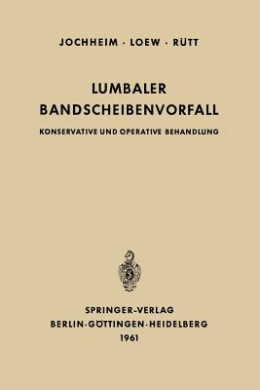 JOCHHEIM · LOEW · RÜTT
LUMBALER
BANDSCHEIBENVORFALL
KONSERVATIVE UND OPERATIVE BEHANDLUNG
SPRINGER-VERLAG
BERLIN·GÖTTINGEN·HEIDELBERG
1961